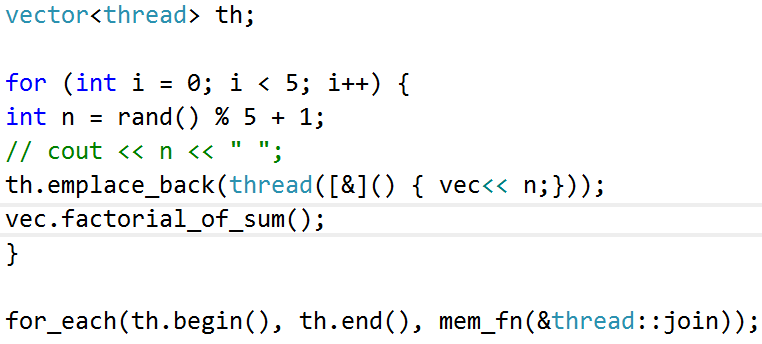 vector<thread> th;
for (int i = 0; i < 5; i++) {
int n = rand() % 5 + 1;
// cout << n << " ";
th.emplace_back(thread([&]() { vec<< n;}));
vec.factorial_of_sum();
}
for_each(th.begin(), th.end(), mem_fn(&thread::join));